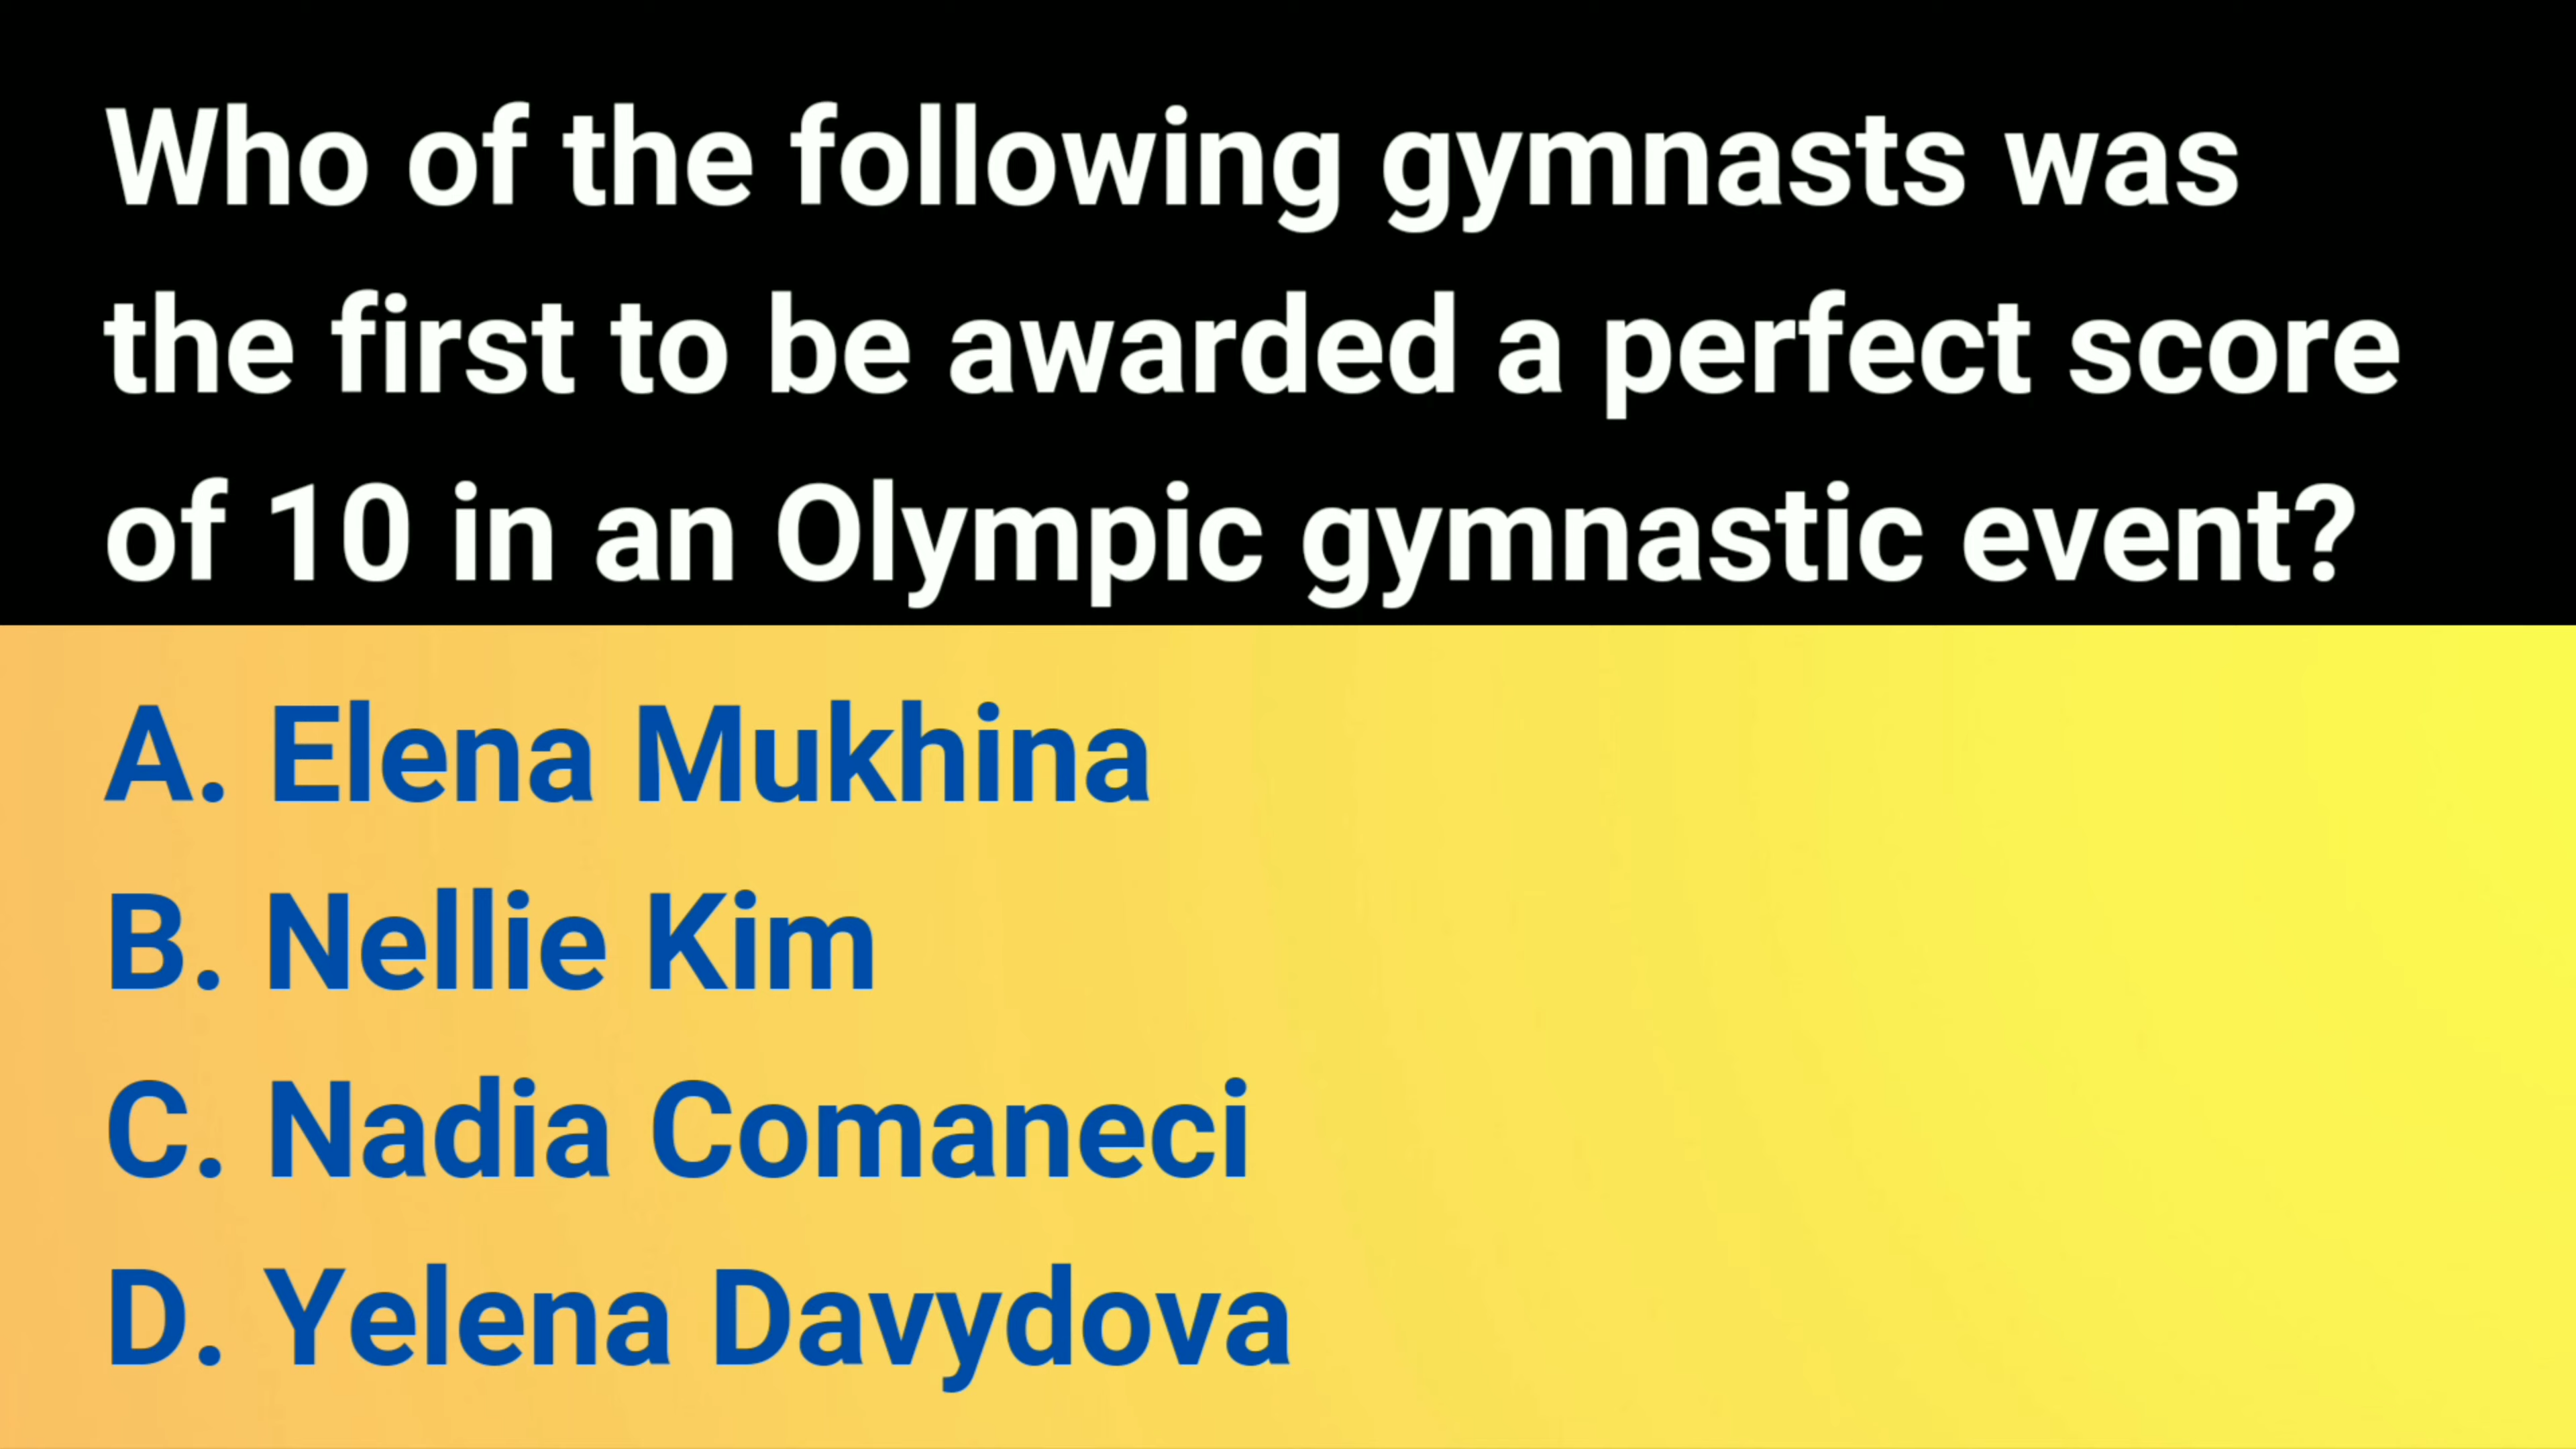 Who of the following gymnasts was
the first to be awarded a perfect score
of 10 in an Olympic gymnastic event?
A. Elena Mukhina
B. Nellie Kim
C. Nadia Comaneci
D. Yelena Davydova